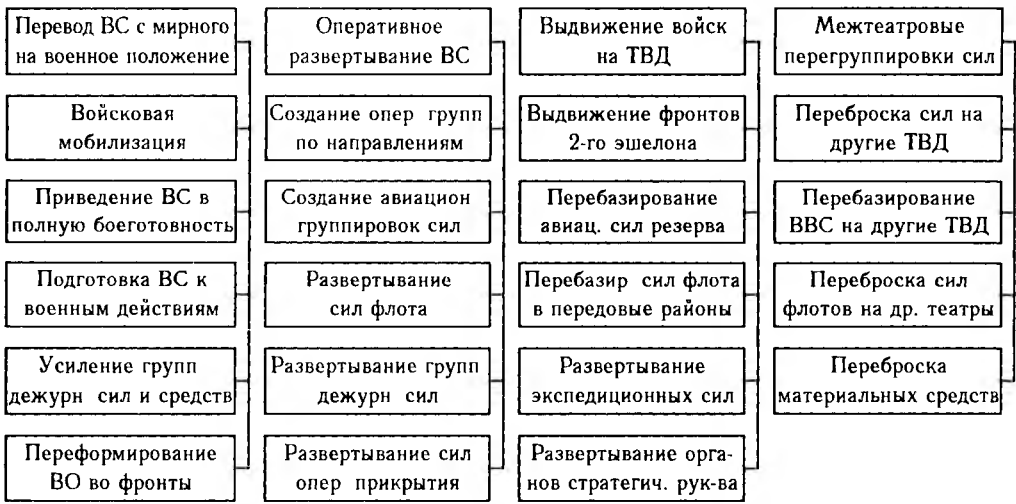 Перевод ВС с мирного
на военное положение
Войсковая
мобилизация
Приведение ВС в
полную боеготовность
Подготовка ВС к
военным действиям
Усиление групп
дежурн сил и средств
Переформирование
ВО во фронты
Оперативное
развертывание ВС
Создание опер групп
по направлениям
Создание авиацион
группировок сил
Развертывание
сил флота
Развертывание групп
дежурн сил
Развертывание сил
опер прикрытия
Выдвижение войск
на ТВД
Выдвижение фронтов
2-го эшелона
Перебазирование
авиац. сил резерва
Перебазир сил флота
в передовые районы
Развертывание
экспедиционных сил
Развертывание орга-
нов стратегич. рук-ва
Межтеатровые
перегруппировки сил
Переброска сил на
другие ТВД
Перебазирование
ВВС на другие ТВД
Переброска сил
флотов на др. театры
Переброска
материальных средств